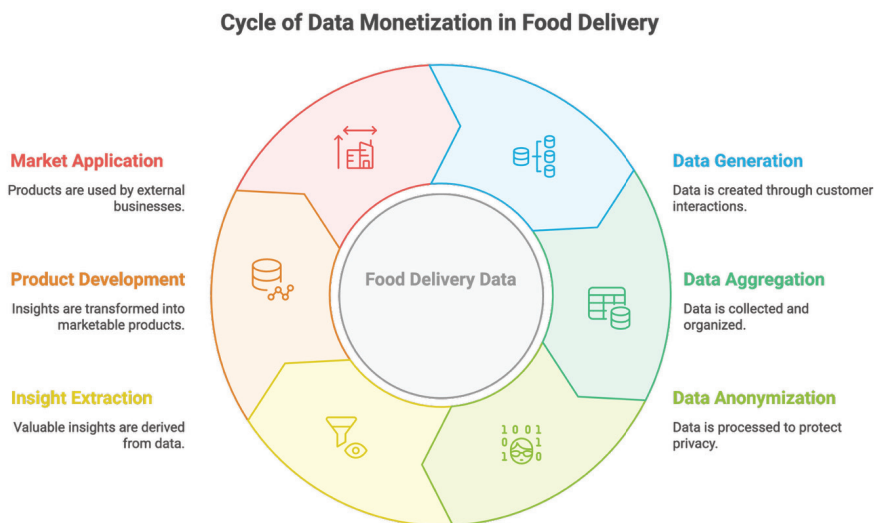 Cycle of Data Monetization in Food Delivery
Market Application
Products are used by external
businesses.
Product Development
Insights are transformed into
marketable products.
Insight Extraction
Valuable insights are derived
from data.
Food Delivery Data
1 0 0 1
0 1
1 0
Data Generation
Data is created through customer
interactions.
Data Aggregation
Data is collected and
organized.
Data Anonymization
Data is processed to protect
privacy.